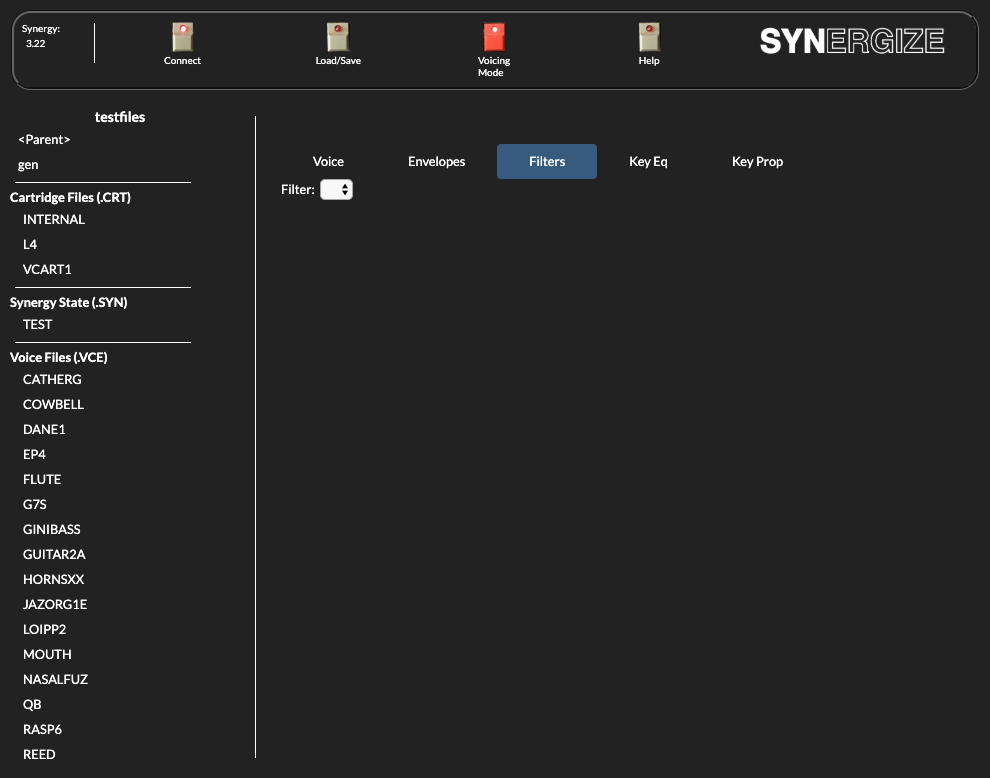 Synergy:
3.22
Connect
Load/Save
Voicing
Mode
Help
SYNERGIZE
testfiles
<Parent>
gen
Cartridge Files (.CRT)
INTERNAL
L4
VCART1
Synergy State (.SYN)
TEST
Voice Files (.VCE)
CATHERG
COWBELL
DANE1
EP4
FLUTE
G7S
GINIBASS
GUITAR2A
HORNSXX
JAZORG1E
LOIPP2
MOUTH
NASALFUZ
QB
RASP6
REED
Voice Envelopes Filters Key Eq Key Prop
Filter: